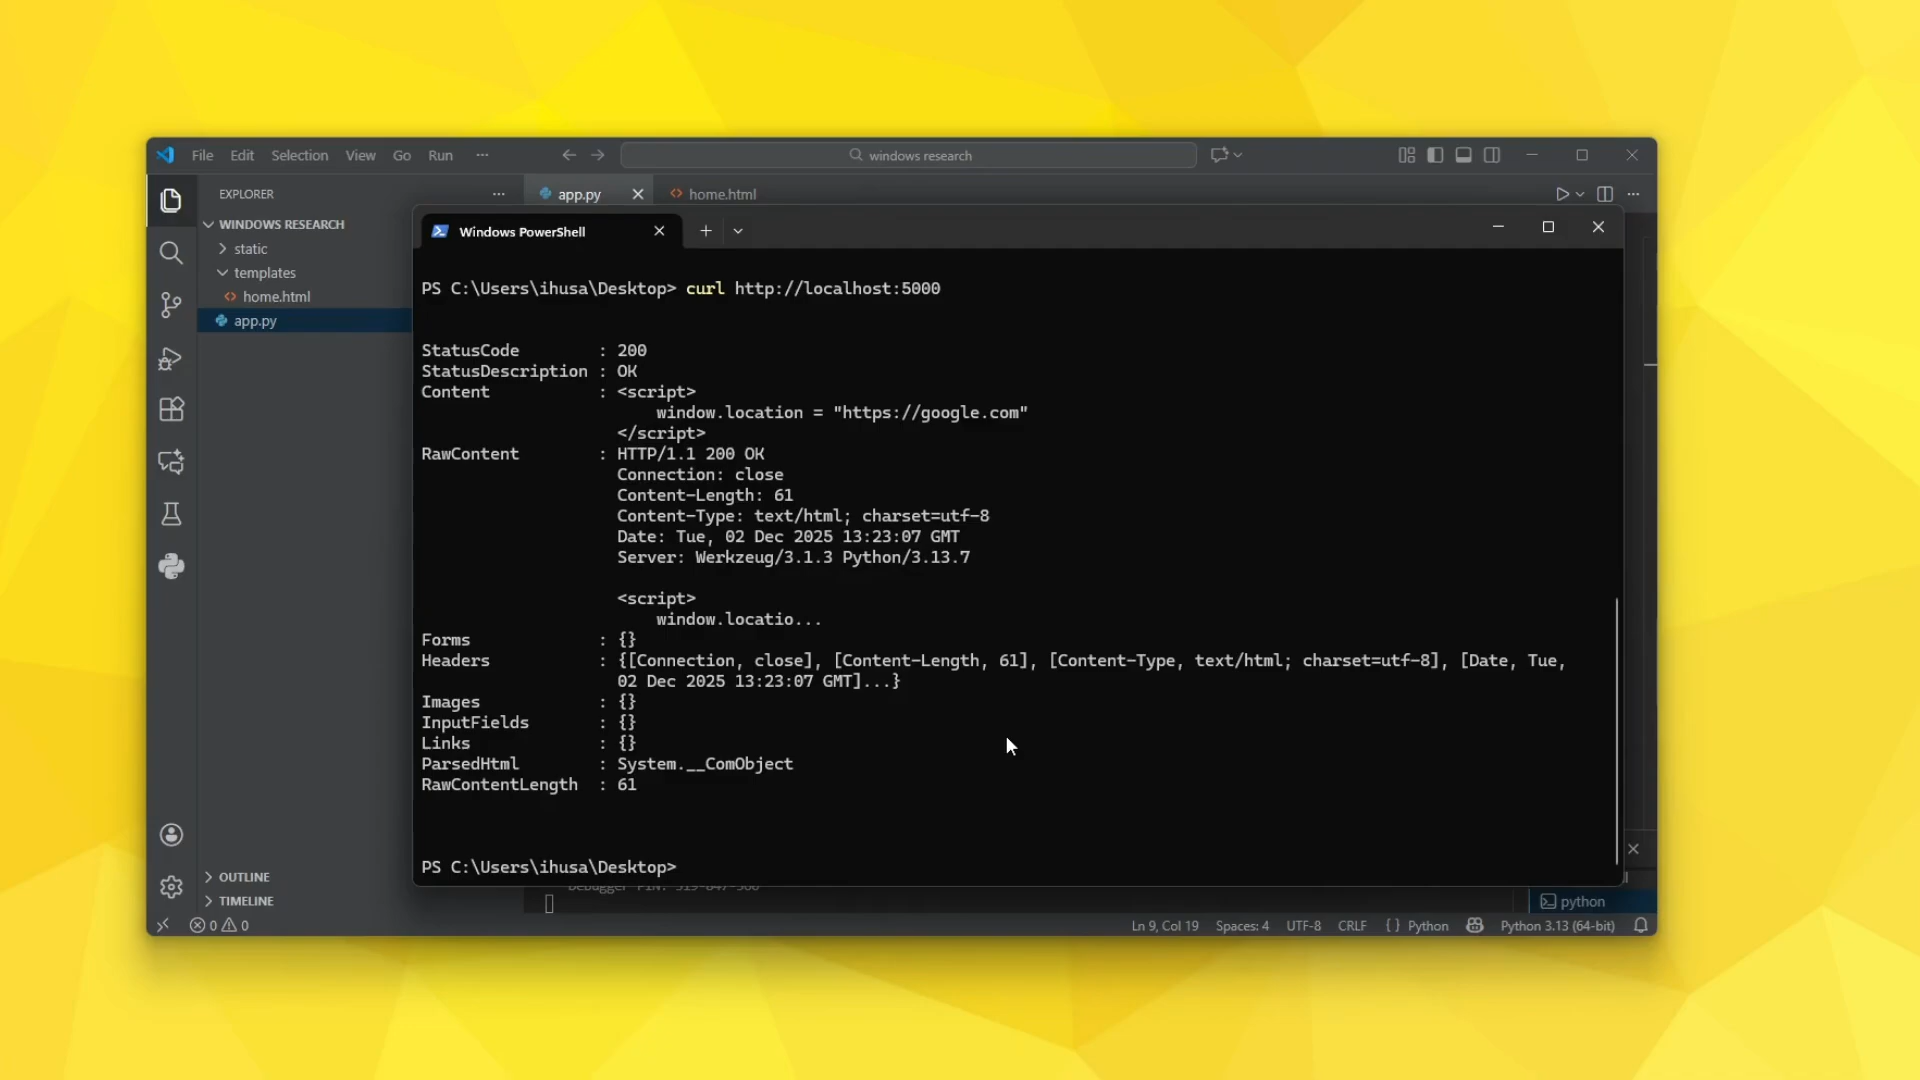 File Edit Selection View Go Run ··· windows research
EXPLORER ··· app.py home.html
WINDOWS RESEARCH
static
templates
home.html
app.py
Windows PowerShell
PS C:\Users\ihusa\Desktop> curl http://localhost:5000
StatusCode : 200
StatusDescription : OK
Content : <script>
window.location = "https://google.com"
</script>
RawContent : HTTP/1.1 200 OK
Connection: close
Content-Length: 61
Content-Type: text/html; charset=utf-8
Date: Tue, 02 Dec 2025 13:23:07 GMT
Server: Werkzeug/3.1.3 Python/3.13.7
<script>
window.locatio...
Forms : {}
Headers : {[Connection, close], [Content-Length, 61], [Content-Type, text/html; charset=utf-8], [Date, Tue,
02 Dec 2025 13:23:07 GMT]...}
Images : {}
InputFields : {}
Links : {}
ParsedHtml : System.__ComObject
RawContentLength : 61
PS C:\Users\ihusa\Desktop>
OUTLINE
TIMELINE
python
0 0 Ln 9, Col 19 Spaces: 4 UTF-8 CRLF { } Python Python 3.13 (64-bit)